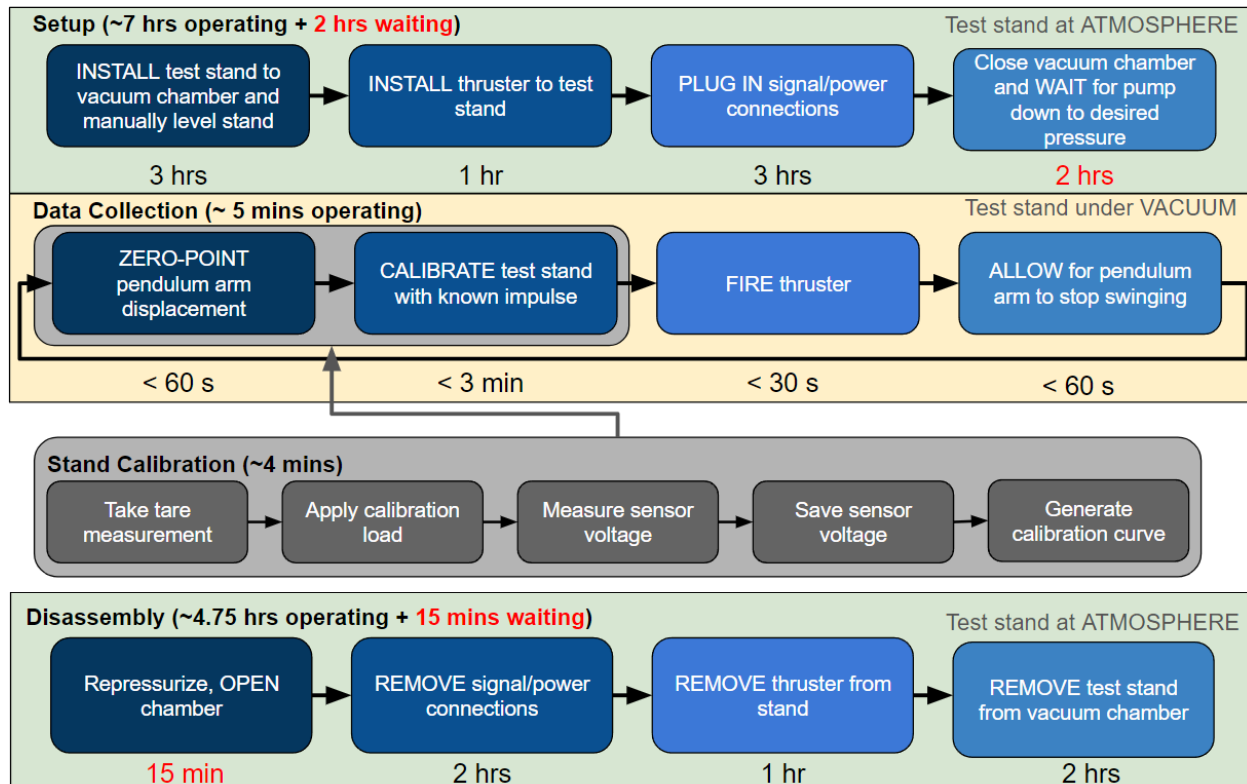 Setup (~7 hrs operating + 2 hrs waiting)
Test stand at ATMOSPHERE
INSTALL test stand to
vacuum chamber and
manually level stand
INSTALL thruster to test
stand
PLUG IN signal/power
connections
Close vacuum chamber
and WAIT for pump
down to desired
pressure
3 hrs
1 hr
3 hrs
2 hrs
Data Collection (~ 5 mins operating)
Test stand under VACUUM
ZERO-POINT
pendulum arm
displacement
CALIBRATE test stand
with known impulse
FIRE thruster
ALLOW for pendulum
arm to stop swinging
< 60 s
< 3 min
< 30 s
< 60 s
Stand Calibration (~4 mins)
Take tare
measurement
Apply calibration
load
Measure sensor
voltage
Save sensor
voltage
Generate
calibration curve
Disassembly (~4.75 hrs operating + 15 mins waiting)
Test stand at ATMOSPHERE
Repressurize, OPEN
chamber
REMOVE signal/power
connections
REMOVE thruster from
stand
REMOVE test stand
from vacuum chamber
15 min
2 hrs
1 hr
2 hrs